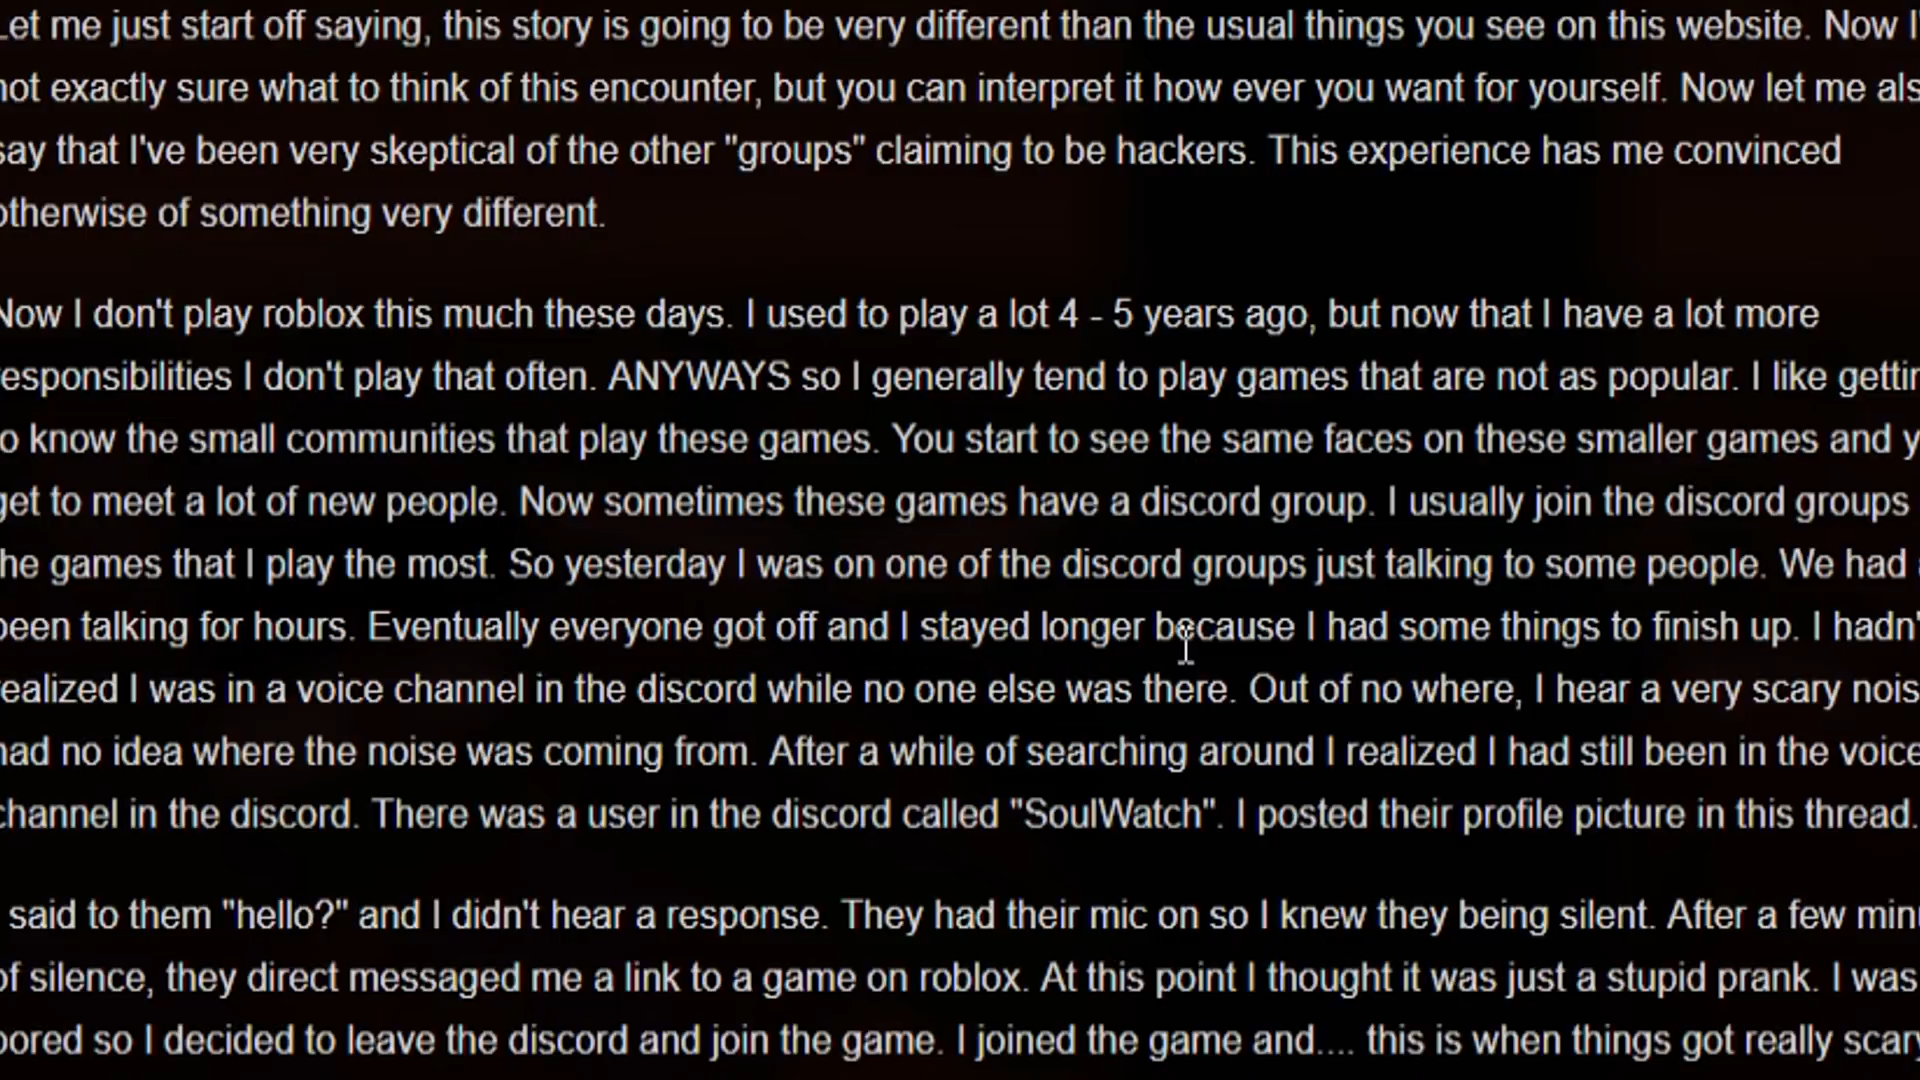 Let me just start off saying, this story is going to be very different than the usual things you see on this website. Now I'
not exactly sure what to think of this encounter, but you can interpret it how ever you want for yourself. Now let me als
say that I've been very skeptical of the other "groups" claiming to be hackers. This experience has me convinced
otherwise of something very different.
Now I don't play roblox this much these days. I used to play a lot 4 - 5 years ago, but now that I have a lot more
responsibilities I don't play that often. ANYWAYS so I generally tend to play games that are not as popular. I like gettin
to know the small communities that play these games. You start to see the same faces on these smaller games and y
get to meet a lot of new people. Now sometimes these games have a discord group. I usually join the discord groups
the games that I play the most. So yesterday I was on one of the discord groups just talking to some people. We had
been talking for hours. Eventually everyone got off and I stayed longer because I had some things to finish up. I hadn'
realized I was in a voice channel in the discord while no one else was there. Out of no where, I hear a very scary nois
had no idea where the noise was coming from. After a while of searching around I realized I had still been in the voice
channel in the discord. There was a user in the discord called "SoulWatch". I posted their profile picture in this thread.
I said to them "hello?" and I didn't hear a response. They had their mic on so I knew they being silent. After a few min
of silence, they direct messaged me a link to a game on roblox. At this point I thought it was just a stupid prank. I was
bored so I decided to leave the discord and join the game. I joined the game and.... this is when things got really scary